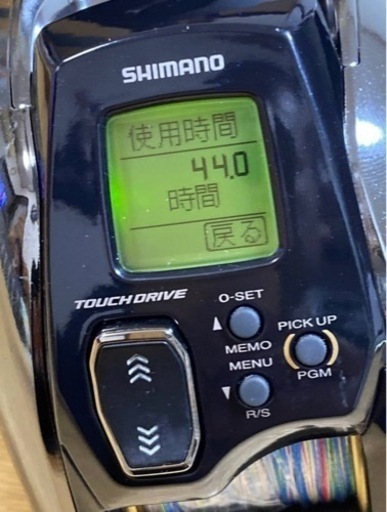 SHIMANO
使用時間
44.0
時間
戻る
TOUCH DRIVE
0-SET
MEMO
PICK UP
MENU
PGM
R/S